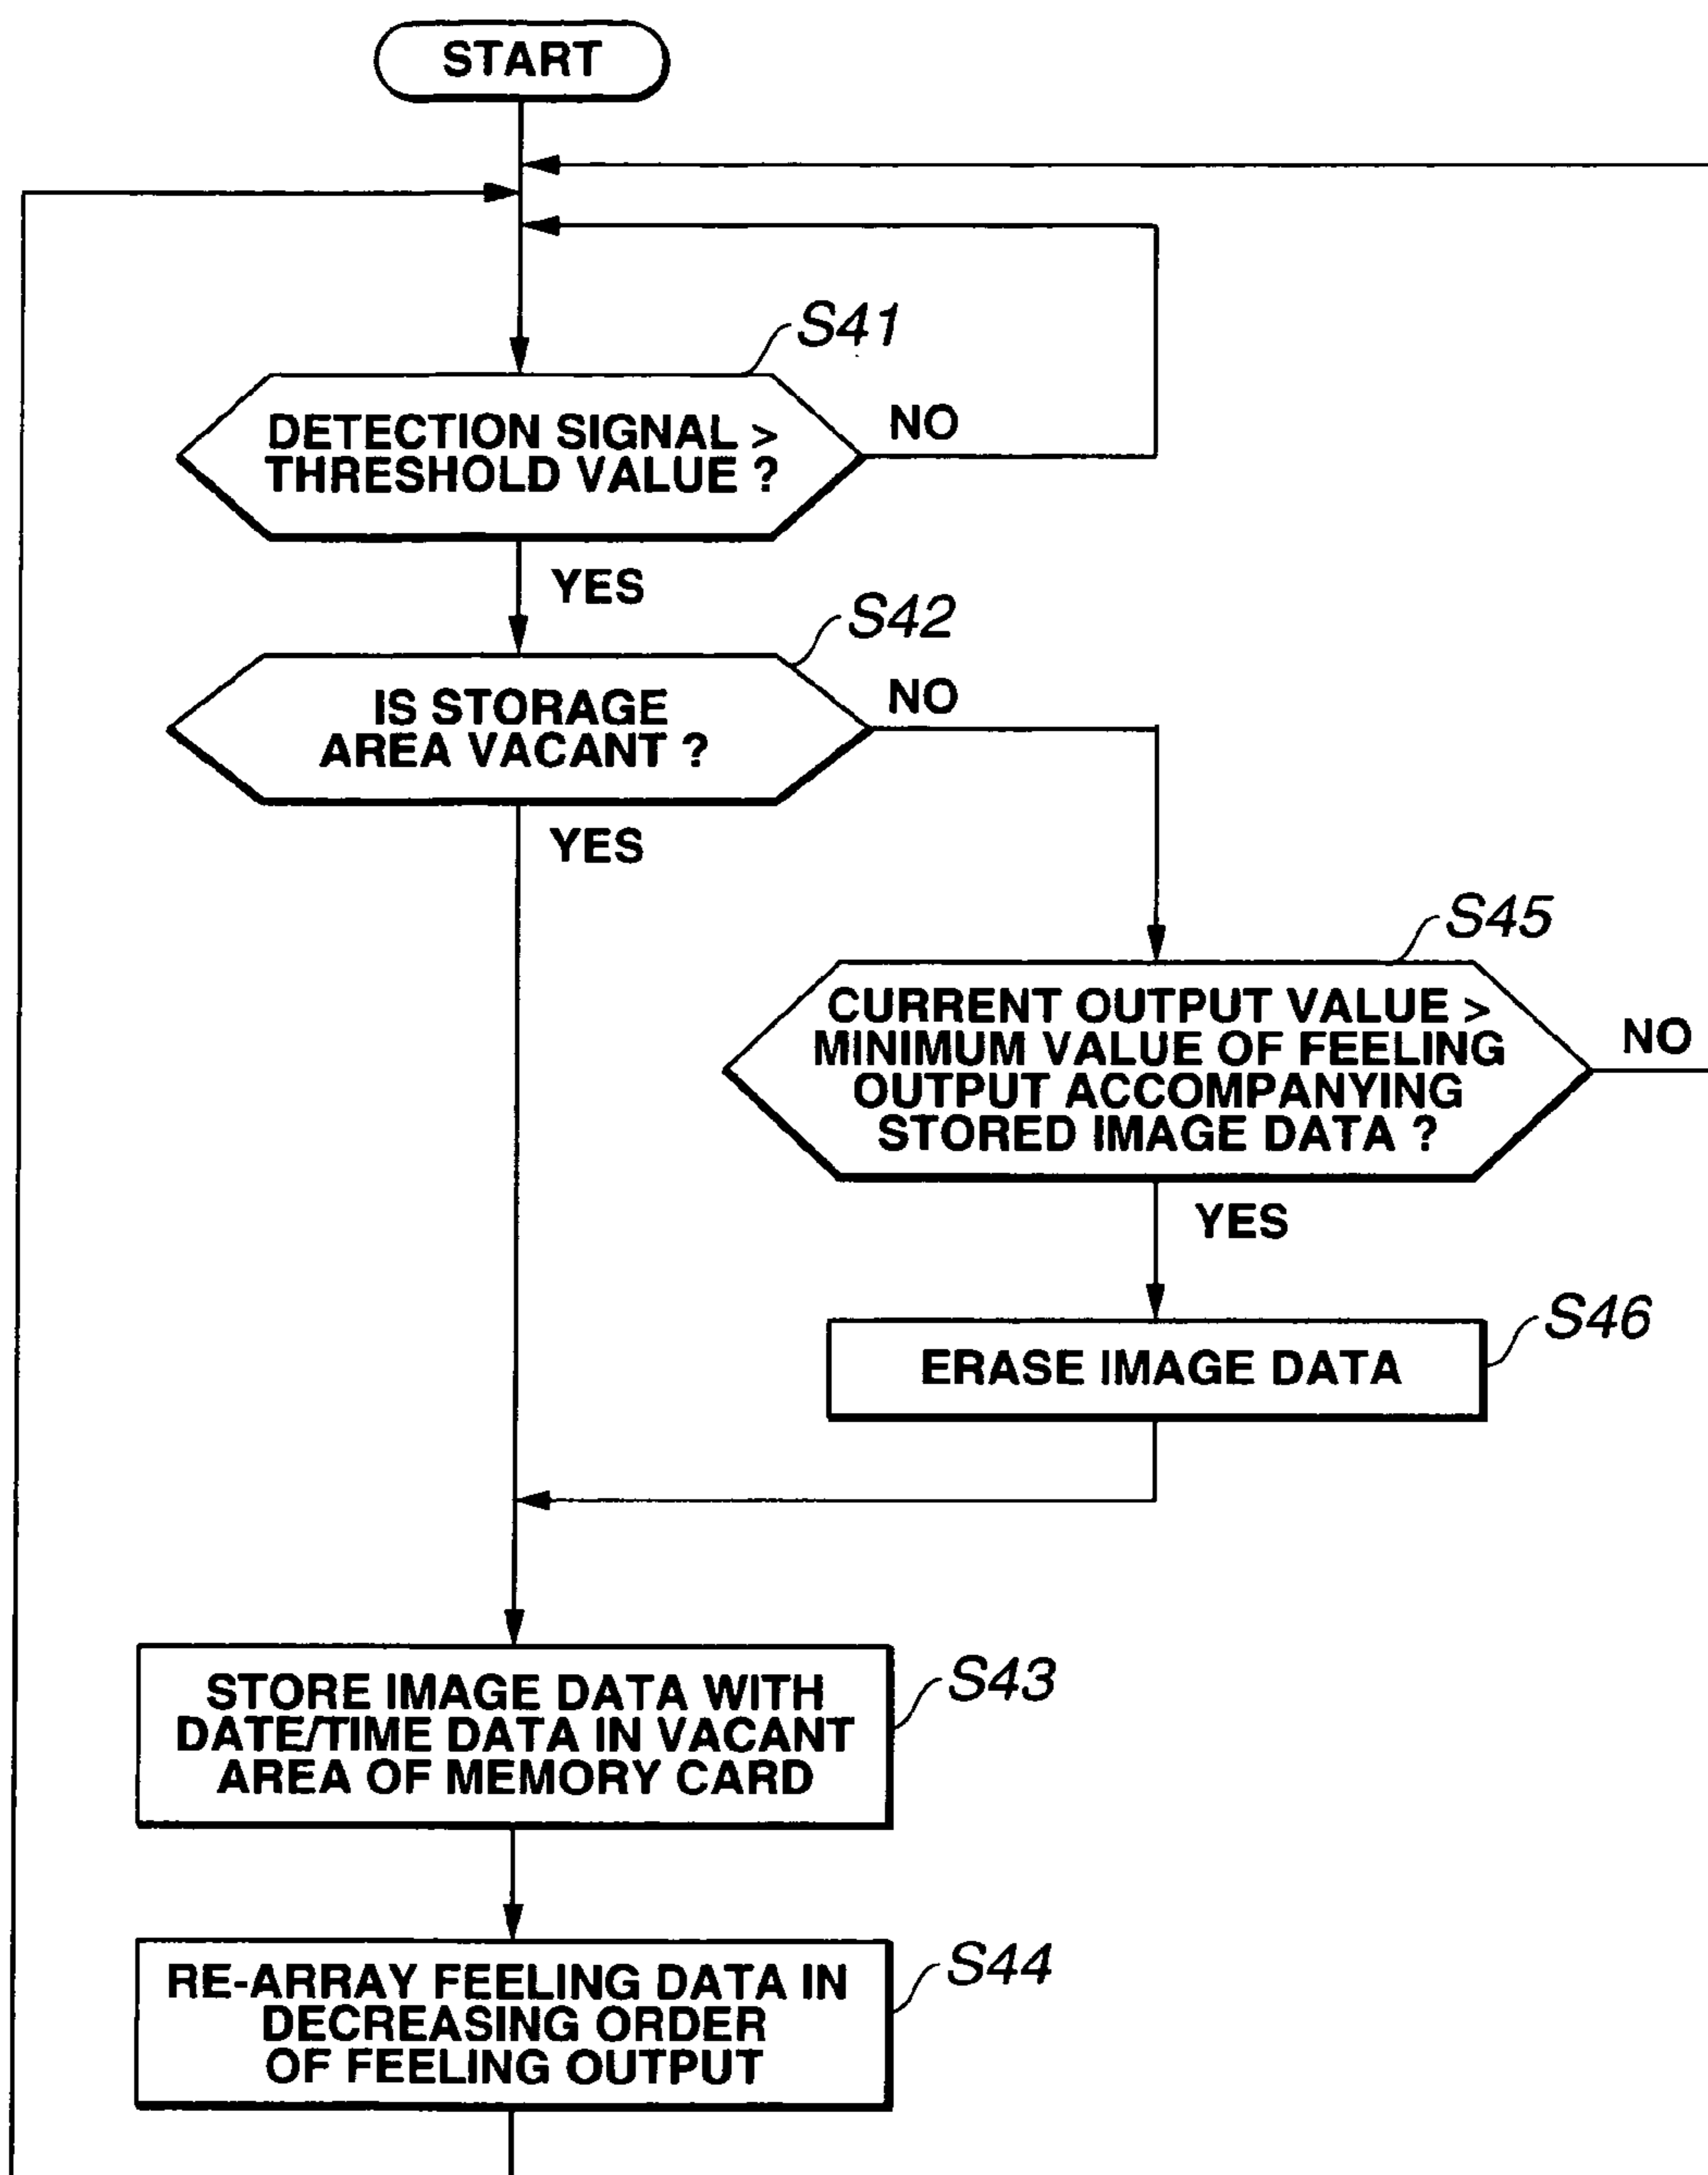 START
S41
DETECTION SIGNAL >
THRESHOLD VALUE ?
NO
YES
S42
IS STORAGE
AREA VACANT ?
NO
YES
S45
CURRENT OUTPUT VALUE >
MINIMUM VALUE OF FEELING
OUTPUT ACCOMPANYING
STORED IMAGE DATA ?
NO
YES
S46
ERASE IMAGE DATA
S43
STORE IMAGE DATA WITH
DATE/TIME DATA IN VACANT
AREA OF MEMORY CARD
S44
RE-ARRAY FEELING DATA IN
DECREASING ORDER
OF FEELING OUTPUT